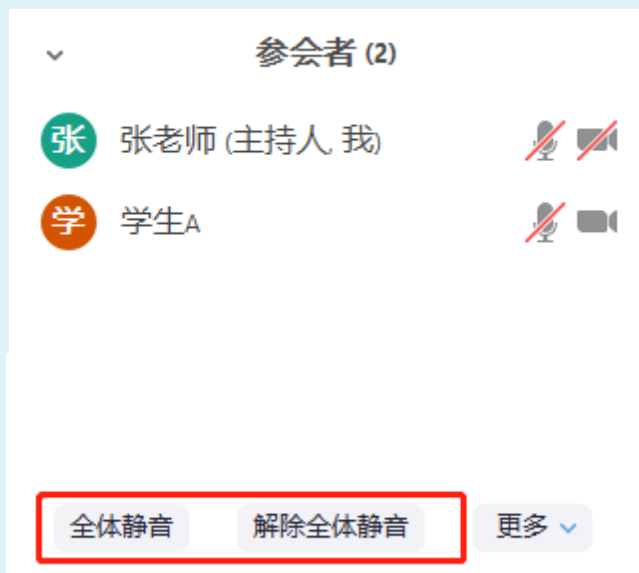 参会者 (2)
张 张老师 (主持人, 我)
学 学生A
全体静音 解除全体静音 更多